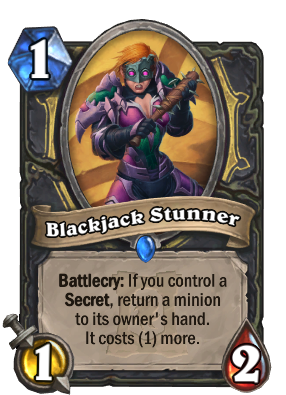 1
Blackjack Stunner
Battlecry: If you control a
Secret, return a minion
to its owner's hand.
It costs (1) more.
1
2